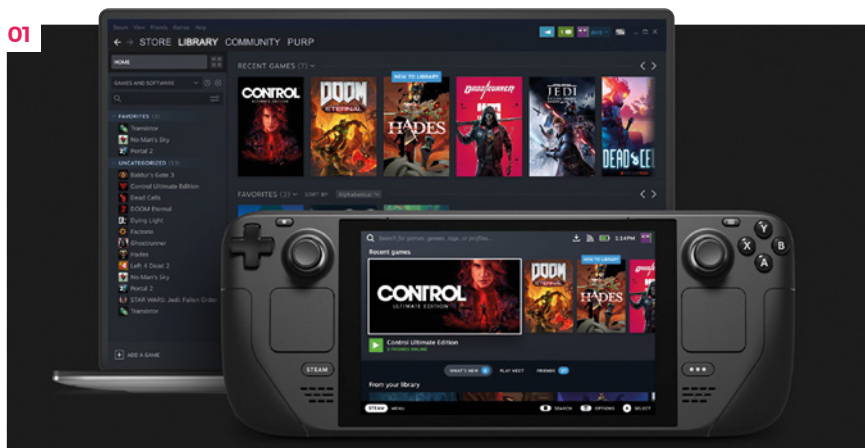 01
Steam View Friends Games Help
STORE LIBRARY COMMUNITY PURP
HOME
GAMES AND SOFTWARE
FAVORITES (3)
Transistor
No Man's Sky
Portal 2
UNCATEGORIZED (13)
Baldur's Gate 3
Control Ultimate Edition
Dead Cells
DOOM Eternal
Dying Light
Factorio
Ghostrunner
Hades
Left 4 Dead 2
No Man's Sky
Portal 2
STAR WARS: Jedi Fallen Order
Transistor
ADD A GAME
RECENT GAMES (7)
NEW TO LIBRARY
CONTROL
ULTIMATE EDITION
DOOM
ETERNAL
HADES
GHOSTRUNNER
JEDI
DEAD CEL
FAVORITES (3) SORT BY Alphabetical
Search for games, genres, tags, or profiles...
1:14PM
Recent games
NEW TO LIBRARY
CONTROL
ULTIMATE EDITION
DOOM
ETERNAL
HADES
Control Ultimate Edition
WHAT'S NEW
PLAY NEXT
FRIENDS
From your library
STEAM MENU
SEARCH
OPTIONS
SELECT
STEAM
Y
X
B
A